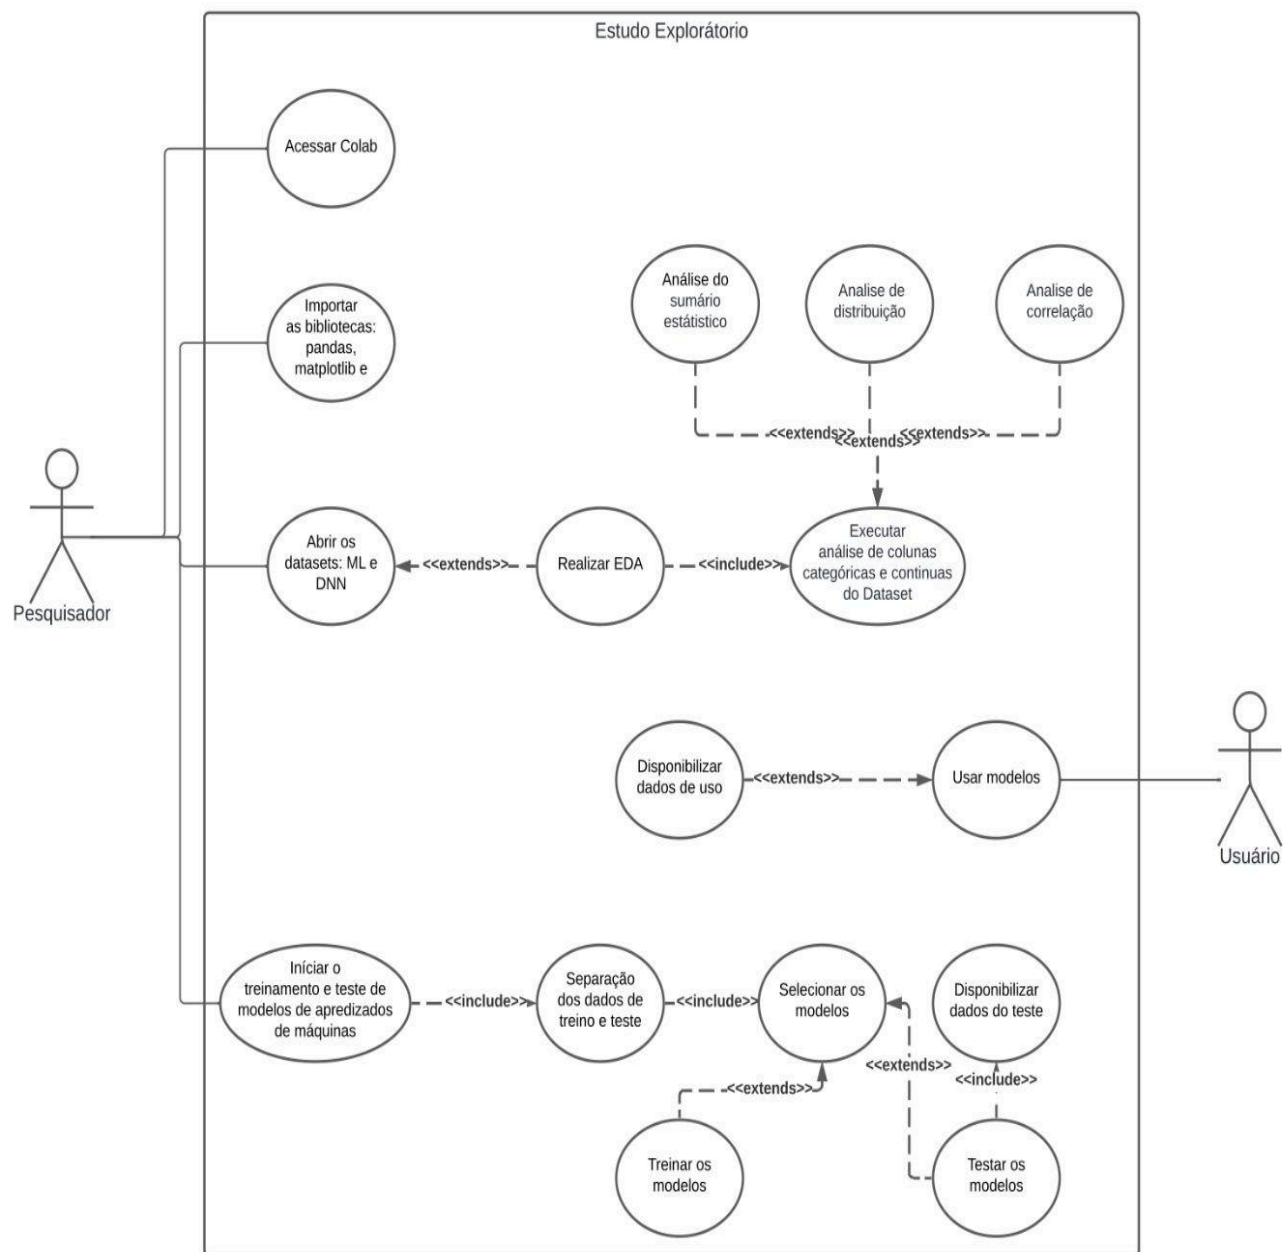 Estudo Explorátorio
Acessar Colab
Importar
as bibliotecas:
pandas,
matplotlib e
Análise do
sumário
estátistico
Analise de
distribuição
Analise de
correlação
<<extends>>
<<extends>>
<<extends>>
Pesquisador
Abrir os
datasets: ML e
DNN
<<extends>>
Realizar EDA
<<include>>
Executar
análise de colunas
categóricas e continuas
do Dataset
Disponibilizar
dados de uso
<<extends>>
Usar modelos
Usuário
Iníciar o
treinamento e teste de
modelos de apredizados
de máquinas
<<include>>
Separação
dos dados de
treino e teste
<<include>>
Selecionar os
modelos
Disponibilizar
dados do teste
<<extends>>
<<extends>>
<<include>>
Treinar os
modelos
Testar os
modelos